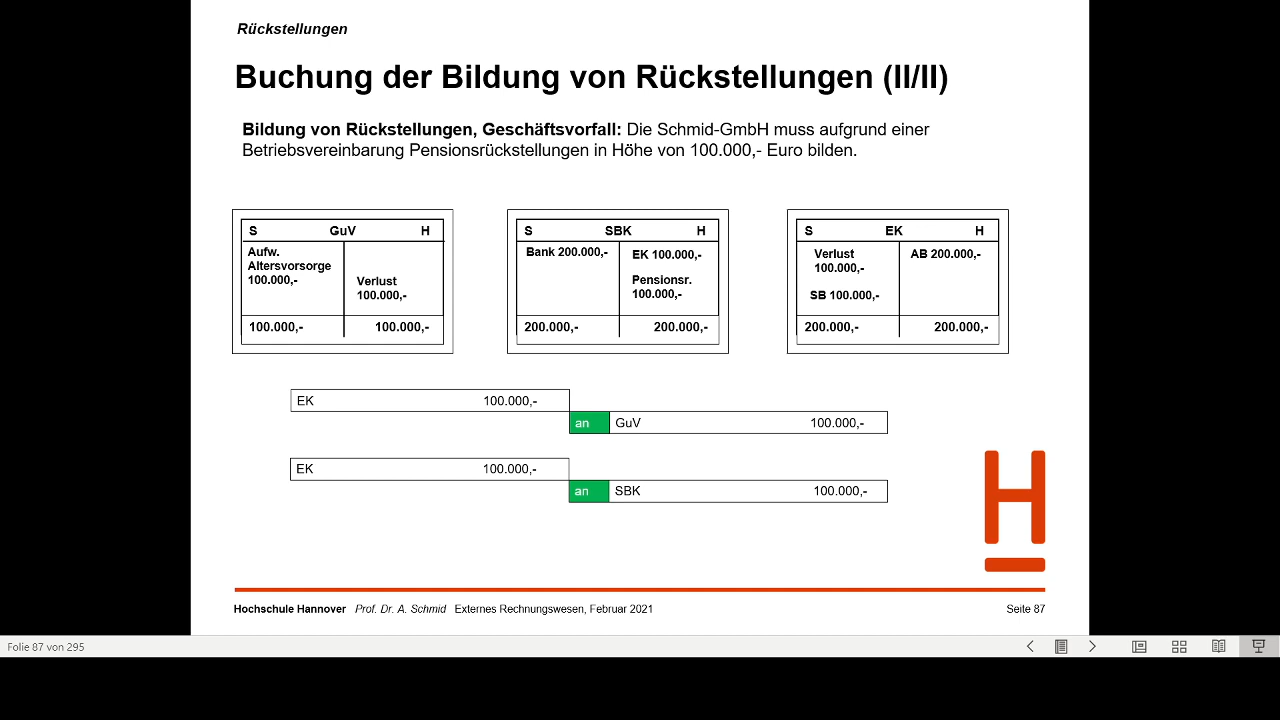 Rückstellungen
Buchung der Bildung von Rückstellungen (II/II)
Bildung von Rückstellungen, Geschäftsvorfall: Die Schmid-GmbH muss aufgrund einer
Betriebsvereinbarung Pensionsrückstellungen in Höhe von 100.000,- Euro bilden.
S GuV H
Aufw.
Altersvorsorge
100.000,-
Verlust
100.000,-
100.000,- 100.000,-
S SBK H
Bank 200.000,-
EK 100.000,-
Pensionsr.
100.000,-
200.000,- 200.000,-
S EK H
Verlust
100.000,-
SB 100.000,-
AB 200.000,-
200.000,- 200.000,-
EK 100.000,-
an GuV 100.000,-
EK 100.000,-
an SBK 100.000,-
H
Hochschule Hannover Prof. Dr. A. Schmid Externes Rechnungswesen, Februar 2021 Seite 87
Folie 87 von 295